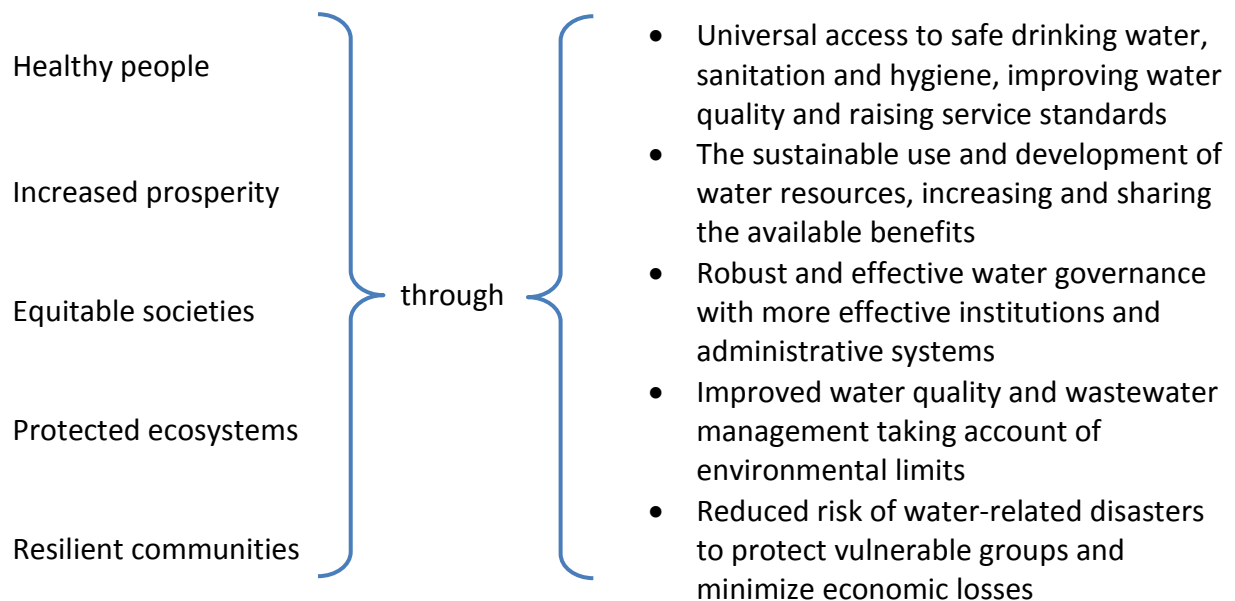 Healthy people
Increased prosperity
Equitable societies
Protected ecosystems
Resilient communities
through
• Universal access to safe drinking water,
sanitation and hygiene, improving water
quality and raising service standards
• The sustainable use and development of
water resources, increasing and sharing
the available benefits
• Robust and effective water governance
with more effective institutions and
administrative systems
• Improved water quality and wastewater
management taking account of
environmental limits
• Reduced risk of water-related disasters
to protect vulnerable groups and
minimize economic losses